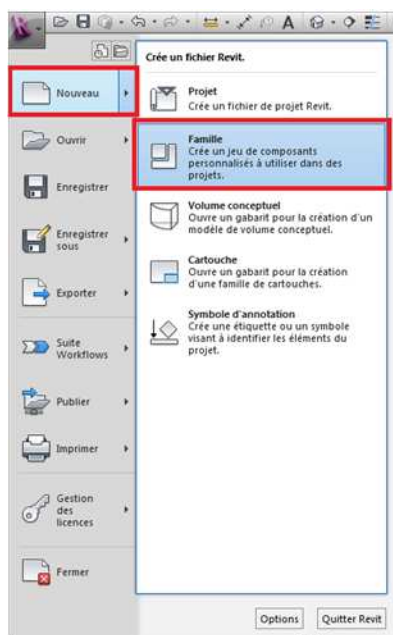 A
Crée un fichier Revit.
Nouveau
Projet
Crée un fichier de projet Revit.
Ouvrir
Famille
Crée un jeu de composants
personnalisés à utiliser dans des
projets.
Enregistrer
Volume conceptuel
Ouvre un gabarit pour la création d'un
modèle de volume conceptuel.
Enregistrer
sous
Cartouche
Ouvre un gabarit pour la création
d'une famille de cartouches.
Exporter
Symbole d'annotation
Crée une étiquette ou un symbole
visant à identifier les éléments du
projet.
Suite
Workflows
Publier
Imprimer
Gestion
des
licences
Fermer
Options
Quitter Revit